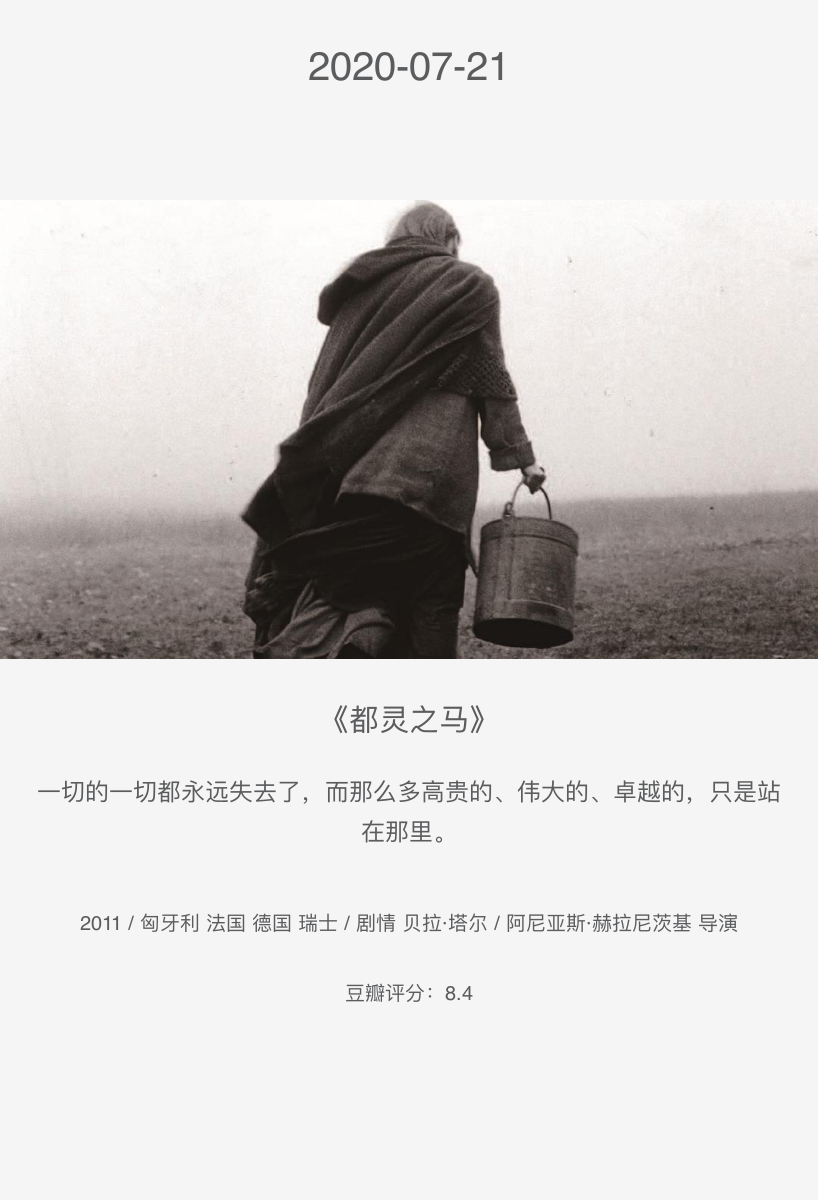 2020-07-21
《都灵之马》
一切的一切都永远失去了，而那么多高贵的、伟大的、卓越的，只是站
在那里。
2011 / 匈牙利 法国 德国 瑞士 / 剧情 贝拉·塔尔 / 阿尼亚斯·赫拉尼茨基 导演
豆瓣评分：8.4